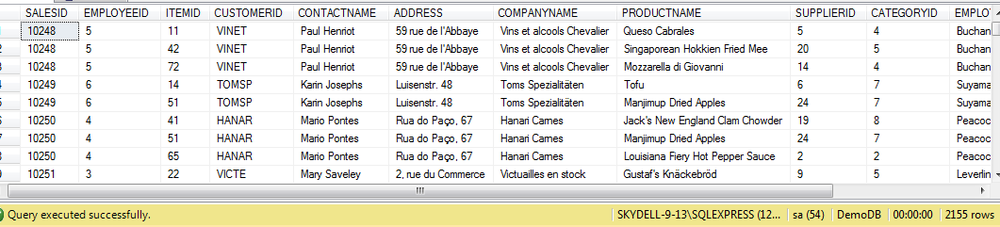 SALESID EMPLOYEEID ITEMID CUSTOMERID CONTACTNAME ADDRESS COMPANYNAME PRODUCTNAME SUPPLIERID CATEGORYID EMPLOY
10248 5 11 VINET Paul Henriot 59 rue de l'Abbaye Vins et alcools Chevalier Queso Cabrales 5 4 Buchan
2 10248 5 42 VINET Paul Henriot 59 rue de l'Abbaye Vins et alcools Chevalier Singaporean Hokkien Fried Mee 20 5 Buchan
3 10248 5 72 VINET Paul Henriot 59 rue de l'Abbaye Vins et alcools Chevalier Mozzarella di Giovanni 14 4 Buchan
4 10249 6 14 TOMSP Karin Josephs Luisenstr. 48 Toms Spezialitäten Tofu 6 7 Suyama
5 10249 6 51 TOMSP Karin Josephs Luisenstr. 48 Toms Spezialitäten Manjimup Dried Apples 24 7 Suyama
6 10250 4 41 HANAR Mario Pontes Rua do Paço, 67 Hanari Carnes Jack's New England Clam Chowder 19 8 Peacoc
7 10250 4 51 HANAR Mario Pontes Rua do Paço, 67 Hanari Carnes Manjimup Dried Apples 24 7 Peacoc
8 10250 4 65 HANAR Mario Pontes Rua do Paço, 67 Hanari Carnes Louisiana Fiery Hot Pepper Sauce 2 2 Peacoc
9 10251 3 22 VICTE Mary Saveley 2, rue du Commerce Victuailles en stock Gustaf's Knäckebröd 9 5 Leverlin
Query executed successfully. SKYDELL-9-13\SQLEXPRESS (12... sa (54) DemoDB 00:00:00 2155 rows